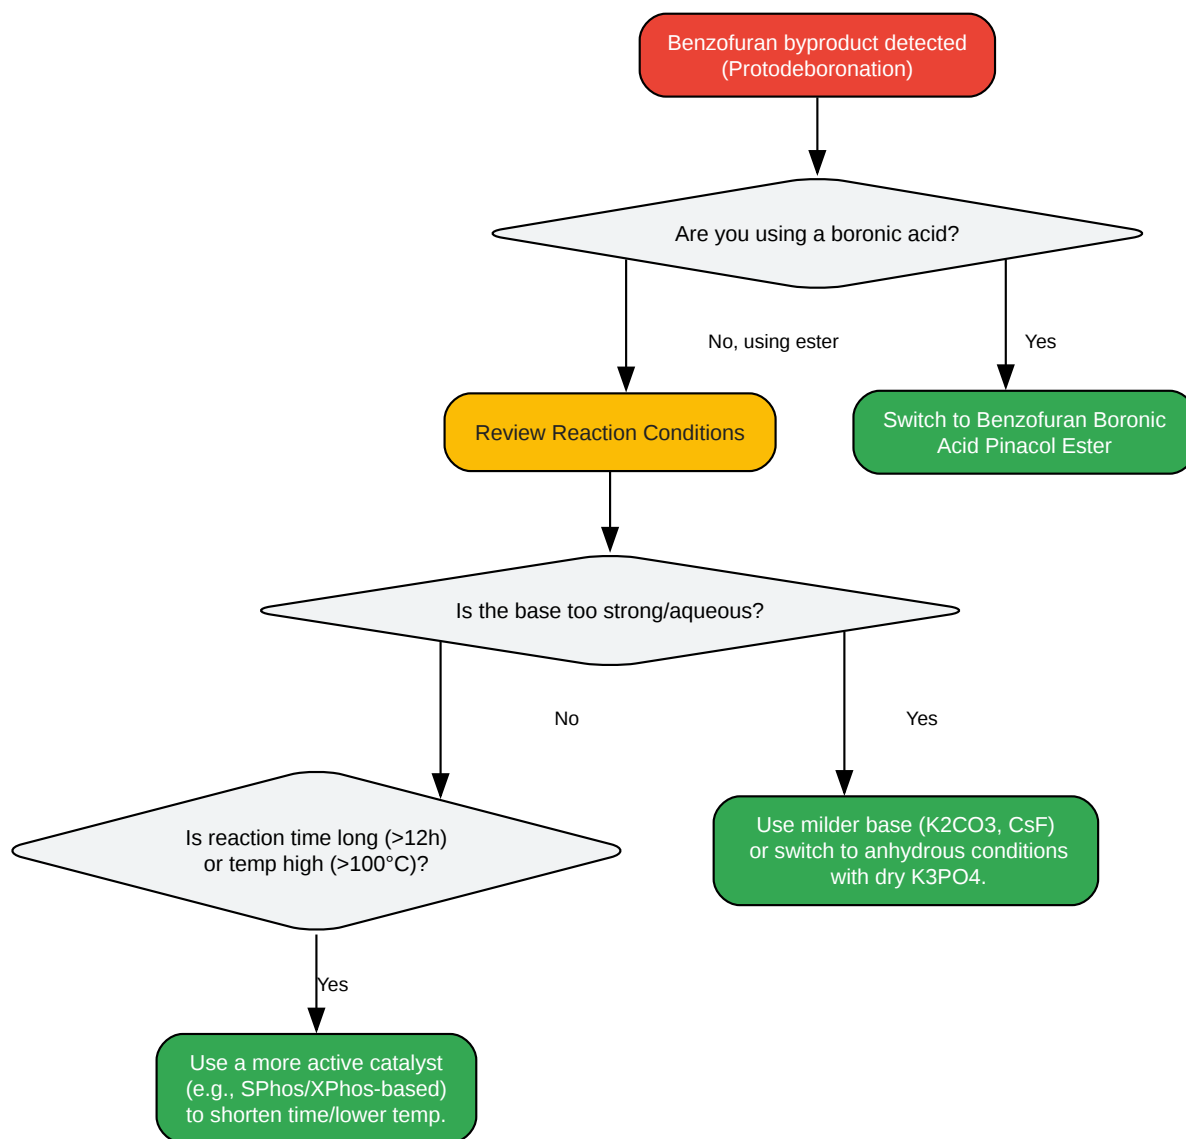 Benzofuran byproduct detected
(Protodeboronation)
Are you using a boronic acid?
No, using ester
Yes
Review Reaction Conditions
Switch to Benzofuran Boronic
Acid Pinacol Ester
Is the base too strong/aqueous?
No
Yes
Is reaction time long (>12h)
or temp high (>100°C)?
Use milder base (K2CO3, CsF)
or switch to anhydrous conditions
with dry K3PO4.
Yes
Use a more active catalyst
(e.g., SPhos/XPhos-based)
to shorten time/lower temp.